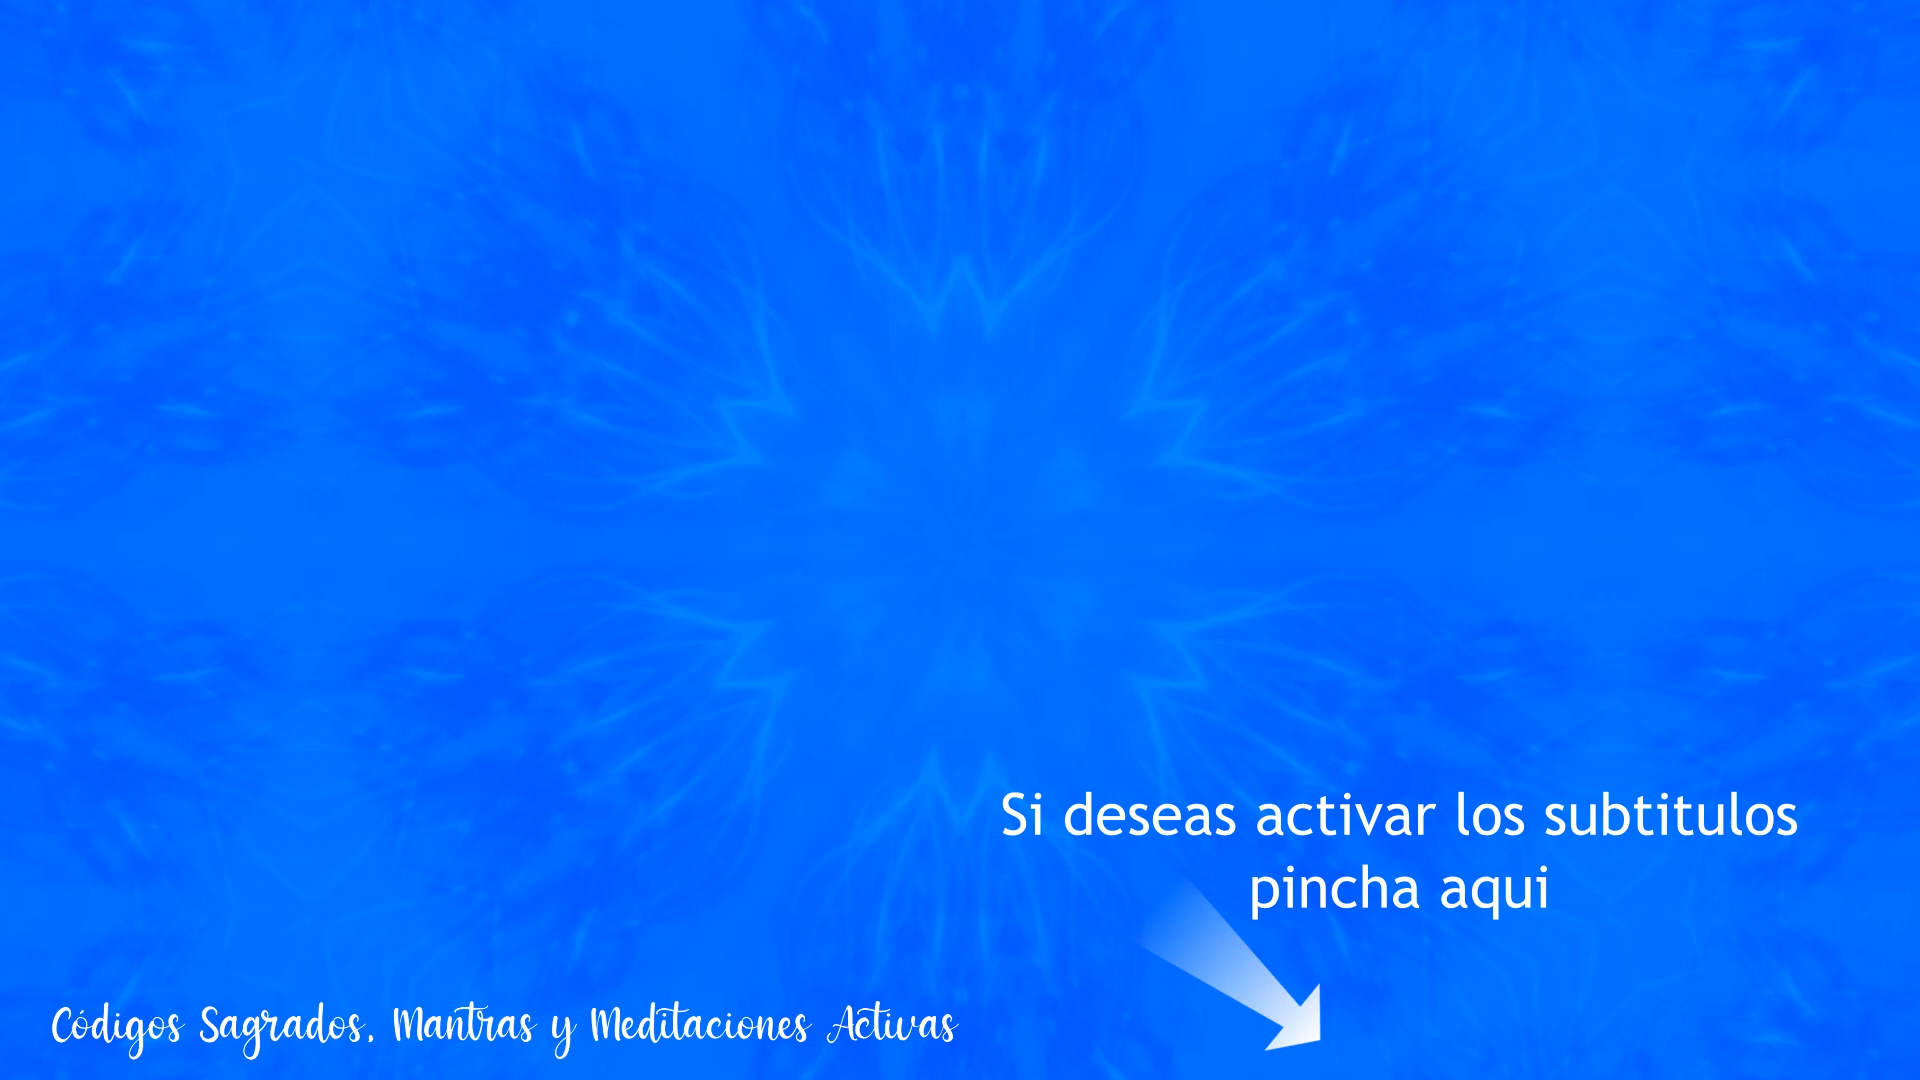 Si deseas activar los subtitulos
pincha aqui
Códigos Sagrados, Mantras y Meditaciones Activas